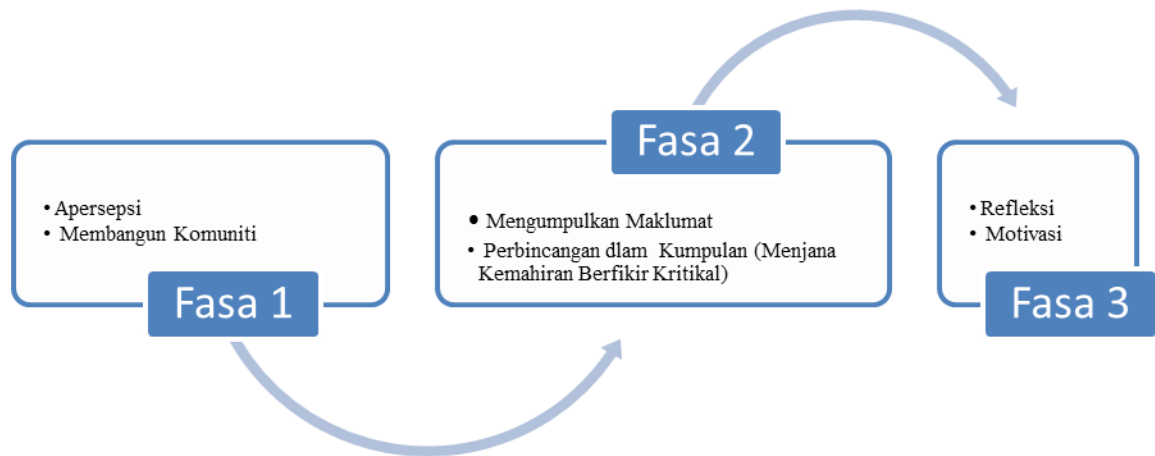 • Apersepsi
• Membangun Komuniti
Fasa 1
Fasa 2
• Mengumpulkan Maklumat
• Perbincangan dlam Kumpulan (Menjana
Kemahiran Berfikir Kritikal)
• Refleksi
• Motivasi
Fasa 3